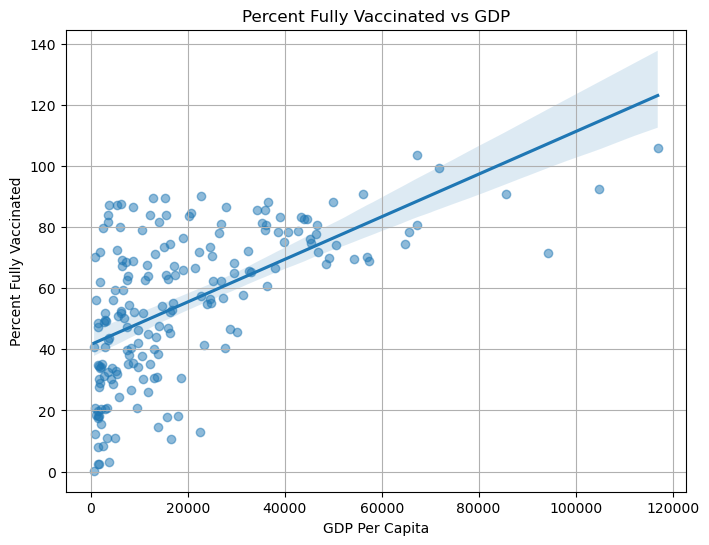 Percent Fully Vaccinated vs GDP
140
120
100
80
60
40
20
0
Percent Fully Vaccinated
0 20000 40000 60000 80000 100000 120000
GDP Per Capita